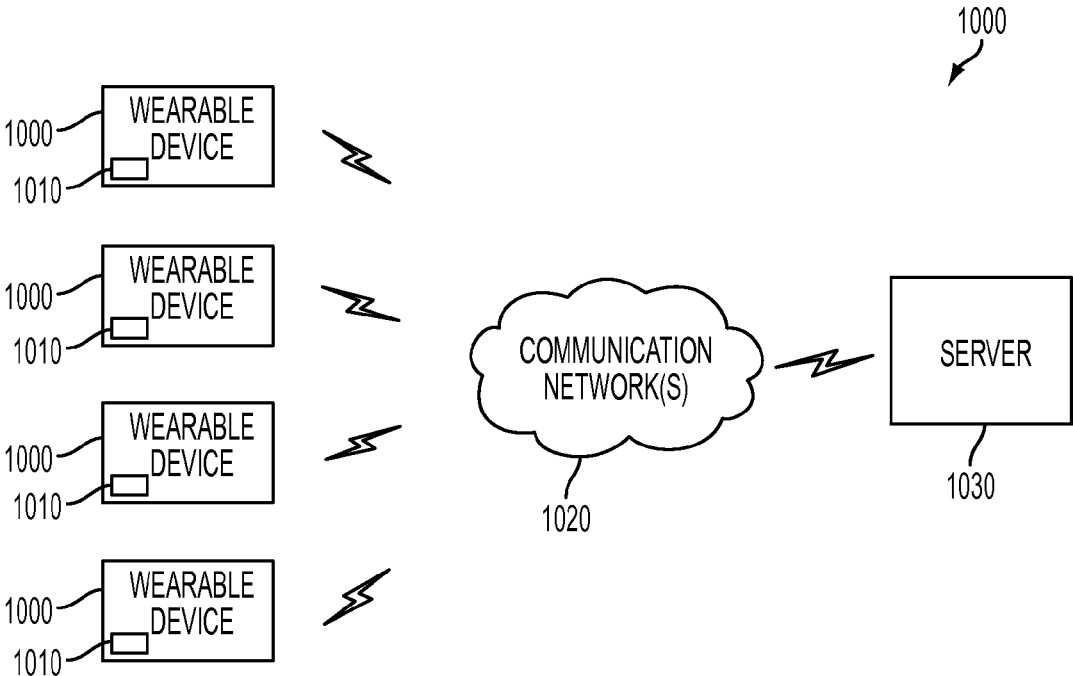 1000
1000
WEARABLE
DEVICE
1010
1000
WEARABLE
DEVICE
1010
COMMUNICATION
NETWORK(S)
1020
SERVER
1030
1000
WEARABLE
DEVICE
1010
1000
WEARABLE
DEVICE
1010